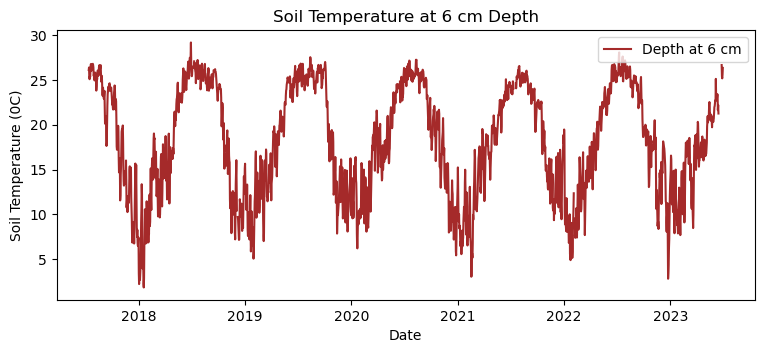 Soil Temperature at 6 cm Depth
Depth at 6 cm
Soil Temperature (0C)
30
25
20
15
10
5
2018 2019 2020 2021 2022 2023
Date